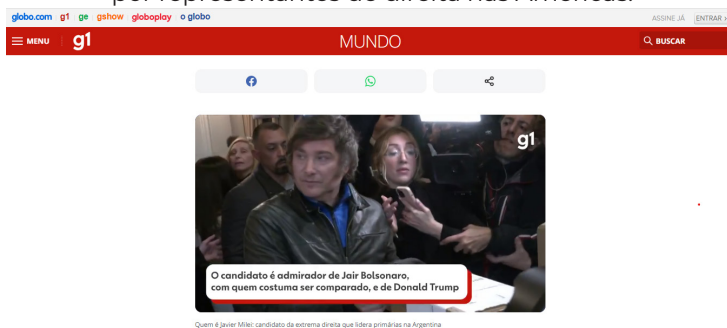 por representantes de direita nas Américas.
globo.com g1 ge gshow globoplay o globo
ASSINE JÁ ENTRAR ›
MENU g1 MUNDO BUSCAR
g1
O candidato é admirador de Jair Bolsonaro,
com quem costuma ser comparado, e de Donald Trump
Quem é Javier Milei: candidato da extrema direita que lidera primárias na Argentina